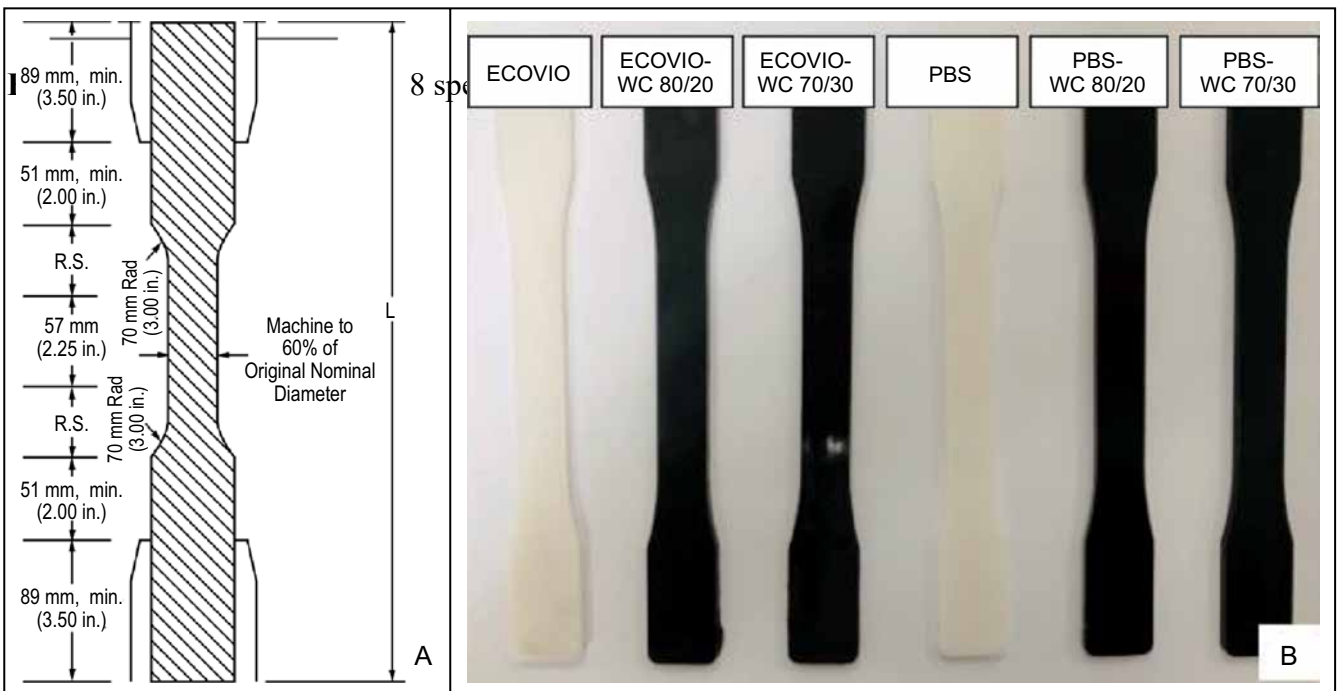 89 mm, min.
(3.50 in.)
l
8 spe
51 mm, min.
(2.00 in.)
R.S.
70 mm Rad
(3.00 in.)
57 mm
(2.25 in.)
Machine to
60% of
Original Nominal
Diameter
L
R.S.
70 mm Rad
(3.00 in.)
51 mm, min.
(2.00 in.)
89 mm, min.
(3.50 in.)
A
ECOVIO
ECOVIO-
WC 80/20
ECOVIO-
WC 70/30
PBS
PBS-
WC 80/20
PBS-
WC 70/30
B